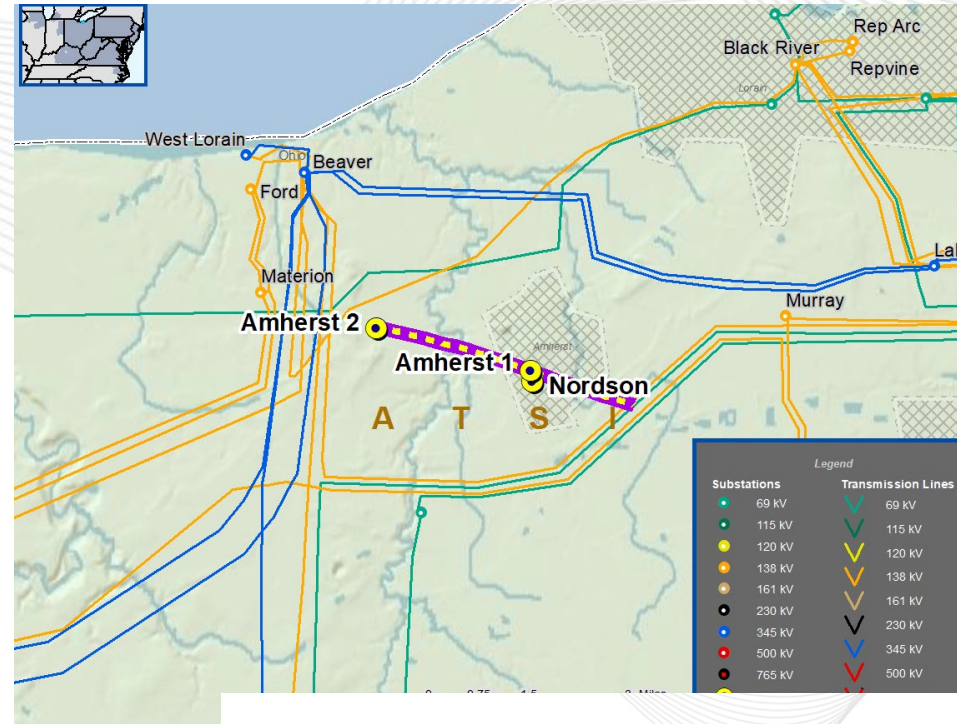 Rep Arc
Black River
Repvine
Lorain
West Lorain
Ohio
Beaver
Ford
Materion
Murray
Amherst 2
Amherst
Amherst 1
Nordson
A T S I
Legend
Substations Transmission Lines
69 kV 69 kV
115 kV 115 kV
120 kV 120 kV
138 kV 138 kV
161 kV 161 kV
230 kV 230 kV
345 kV 345 kV
500 kV 500 kV
765 kV